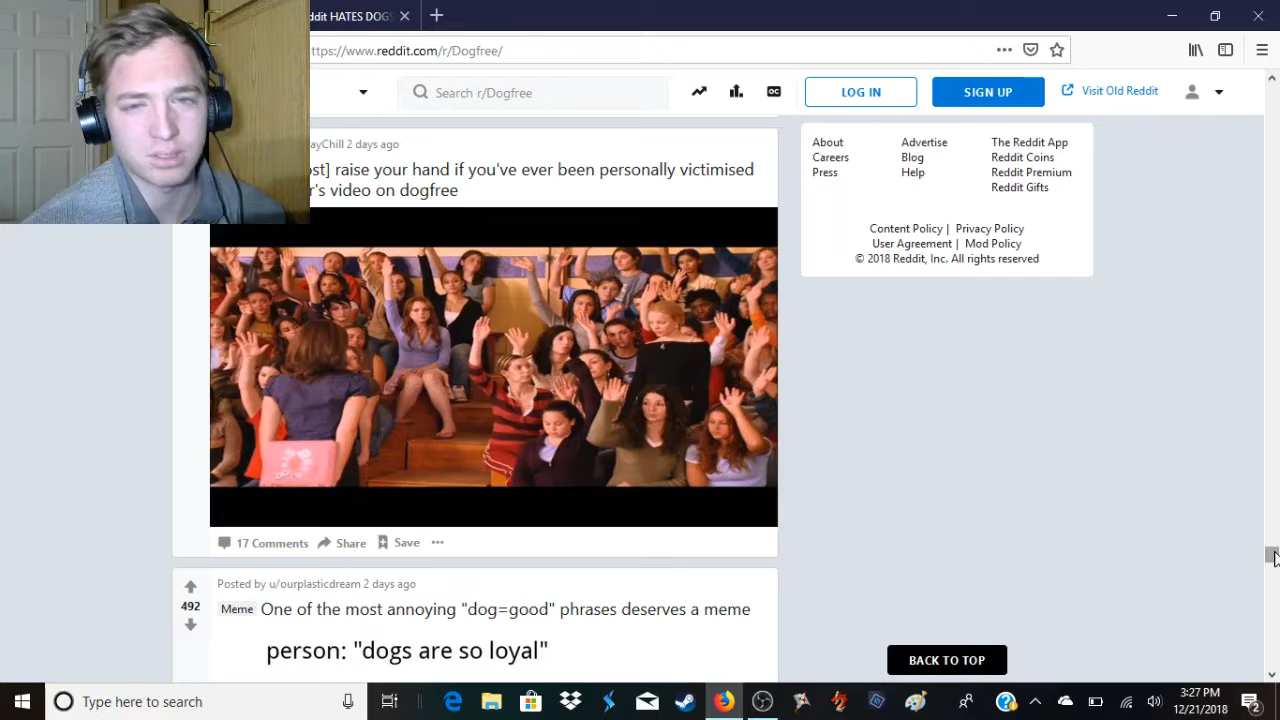 ddit HATES DOGS
ttps://www.reddit.com/r/Dogfree/
Search r/Dogfree
LOG IN
SIGN UP
Visit Old Reddit
ayChill 2 days ago
ost] raise your hand if you've ever been personally victimised
r's video on dogfree
17 Comments
Share
Save
Posted by u/ourplasticdream 2 days ago
492
Meme
One of the most annoying "dog=good" phrases deserves a meme
person: "dogs are so loyal"
About
Advertise
The Reddit App
Careers
Blog
Reddit Coins
Press
Help
Reddit Premium
Reddit Gifts
Content Policy | Privacy Policy
User Agreement | Mod Policy
© 2018 Reddit, Inc. All rights reserved
BACK TO TOP
Type here to search
3:27 PM
12/21/2018
2